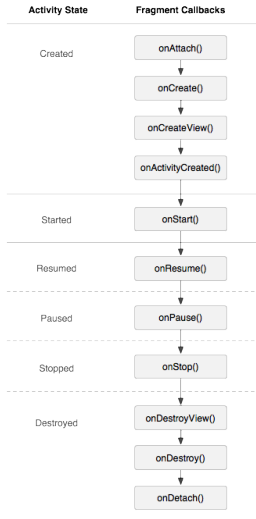 Activity State Fragment Callbacks
Created
onAttach()
onCreate()
onCreateView()
onActivityCreated()
Started
onStart()
Resumed
onResume()
Paused
onPause()
Stopped
onStop()
Destroyed
onDestroyView()
onDestroy()
onDetach()